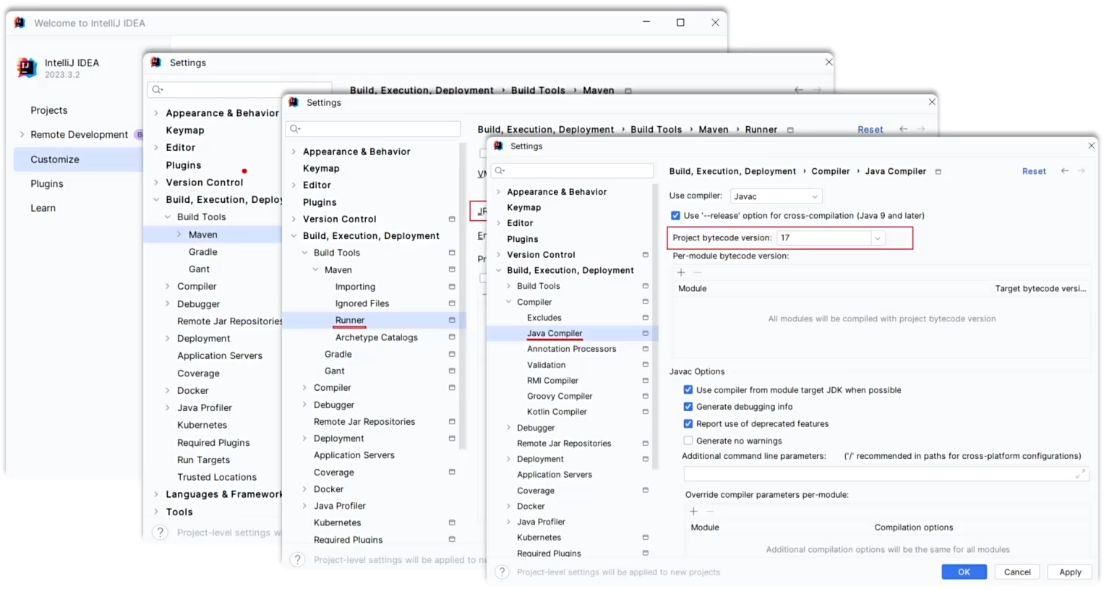 Welcome to IntelliJ IDEA
IntelliJ IDEA
2023.3.2
Projects
Remote Development
Customize
Plugins
Learn
Settings
Build, Execution, Deployment › Build Tools › Maven
Appearance & Behavior
Keymap
Editor
Plugins
Version Control
Build, Execution, Deploy
Build Tools
Maven
Gradle
Gant
Compiler
Debugger
Remote Jar Repositories
Deployment
Application Servers
Coverage
Docker
Java Profiler
Kubernetes
Required Plugins
Run Targets
Trusted Locations
Languages & Framework
Tools
? Project-level settings w
Settings
Build, Execution, Deployment › Build Tools › Maven › Runner Reset
Appearance & Behavior
Keymap
Editor
Plugins
Version Control
Build, Execution, Deployment
Build Tools
Maven
Importing
Ignored Files
Runner
Archetype Catalogs
Gradle
Gant
Compiler
Debugger
Remote Jar Repositories
Deployment
Application Servers
Coverage
Docker
Java Profiler
Kubernetes
Required Plugins
? Project-level settings will be applied to ne
Settings
Build, Execution, Deployment › Compiler › Java Compiler Reset
Appearance & Behavior
Keymap
Editor
Plugins
Version Control
Build, Execution, Deployment
Build Tools
Compiler
Excludes
Java Compiler
Annotation Processors
Validation
RMI Compiler
Groovy Compiler
Kotlin Compiler
Debugger
Remote Jar Repositories
Deployment
Application Servers
Coverage
Docker
Java Profiler
Kubernetes
Required Plugins
Use compiler: Javac
Use '--release' option for cross-compilation (Java 9 and later)
Project bytecode version: 17
Per-module bytecode version:
Module Target bytecode versi...
All modules will be compiled with project bytecode version
Javac Options
Use compiler from module target JDK when possible
Generate debugging info
Report use of deprecated features
Generate no warnings
Additional command line parameters: ('/' recommended in paths for cross-platform configurations)
Override compiler parameters per-module:
Module Compilation options
Additional compilation options will be the same for all modules
? Project-level settings will be applied to new projects
OK Cancel Apply